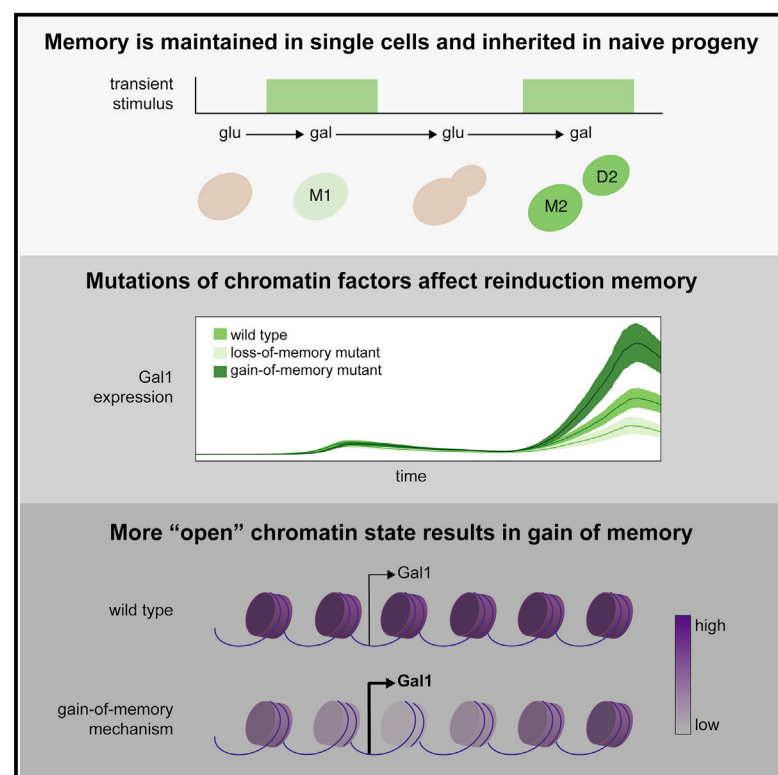 Memory is maintained in single cells and inherited in naive progeny
transient
stimulus
glu
gal
glu
gal
M1
M2
D2
Mutations of chromatin factors affect reinduction memory
wild type
loss-of-memory mutant
gain-of-memory mutant
Gal1
expression
time
More “open” chromatin state results in gain of memory
Gal1
wild type
high
Gal1
gain-of-memory
mechanism
low